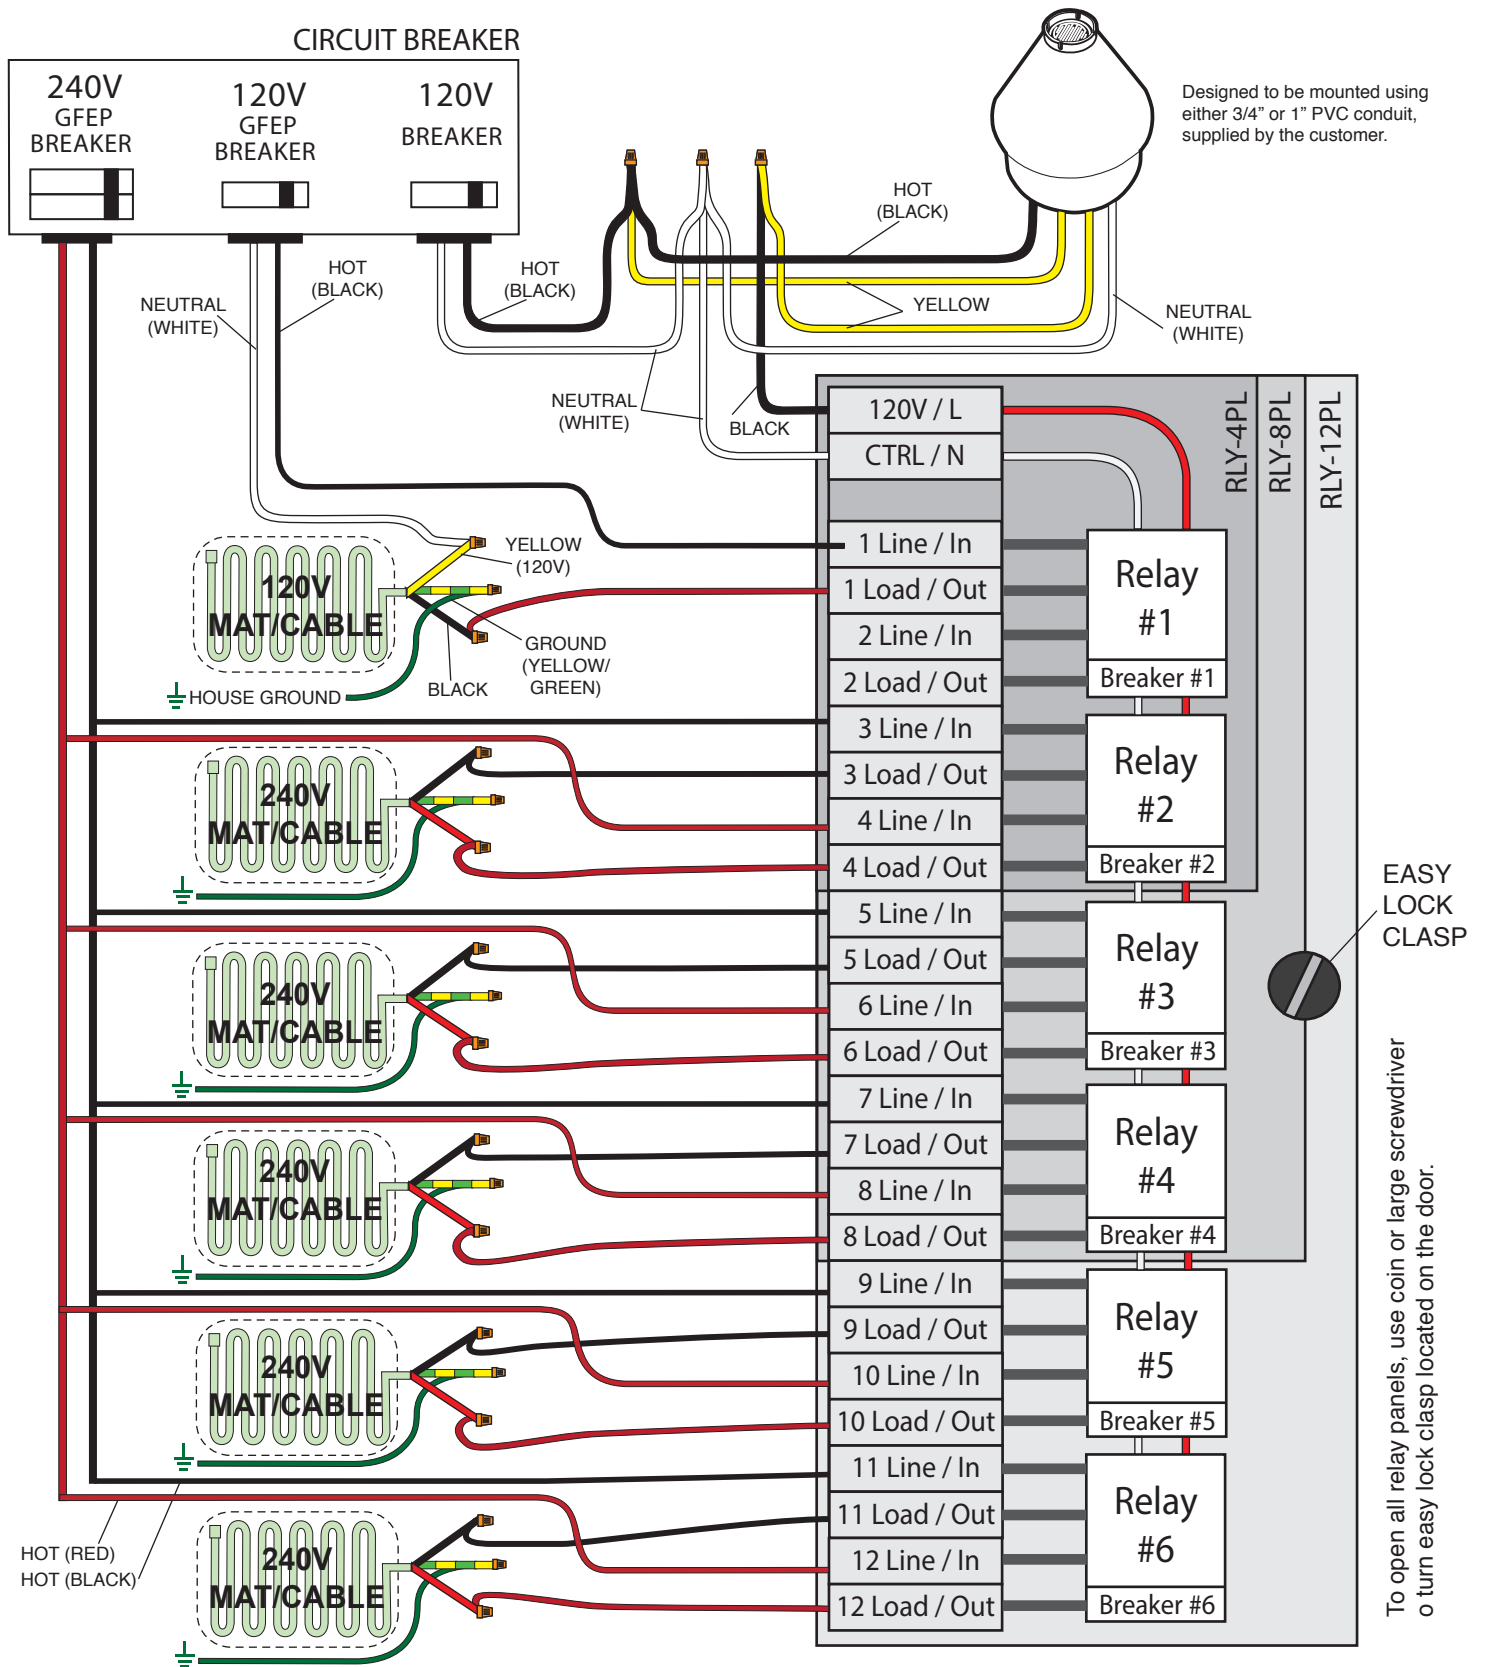 CIRCUIT BREAKER
240V
GFEP
BREAKER
120V
GFEP
BREAKER
120V
BREAKER
Designed to be mounted using
either 3/4” or 1” PVC conduit,
supplied by the customer.
HOT
(BLACK)
HOT
(BLACK)
HOT
(BLACK)
NEUTRAL
(WHITE)
YELLOW
NEUTRAL
(WHITE)
NEUTRAL
(WHITE)
BLACK
120V / L
CTRL / N
RLY-4PL
RLY-8PL
RLY-12PL
1 Line / In
1 Load / Out
2 Line / In
2 Load / Out
3 Line / In
3 Load / Out
4 Line / In
4 Load / Out
5 Line / In
5 Load / Out
6 Line / In
6 Load / Out
7 Line / In
7 Load / Out
8 Line / In
8 Load / Out
9 Line / In
9 Load / Out
10 Line / In
10 Load / Out
11 Line / In
11 Load / Out
12 Line / In
12 Load / Out
Relay
#1
Breaker #1
Relay
#2
Breaker #2
Relay
#3
Breaker #3
Relay
#4
Breaker #4
Relay
#5
Breaker #5
Relay
#6
Breaker #6
120V
MAT/CABLE
YELLOW
(120V)
GROUND
(YELLOW/
GREEN)
BLACK
HOUSE GROUND
240V
MAT/CABLE
240V
MAT/CABLE
240V
MAT/CABLE
240V
MAT/CABLE
240V
MAT/CABLE
HOT (RED)
HOT (BLACK)
EASY
LOCK
CLASP
To open all relay panels, use coin or large screwdriver
o turn easy lock clasp located on the door.